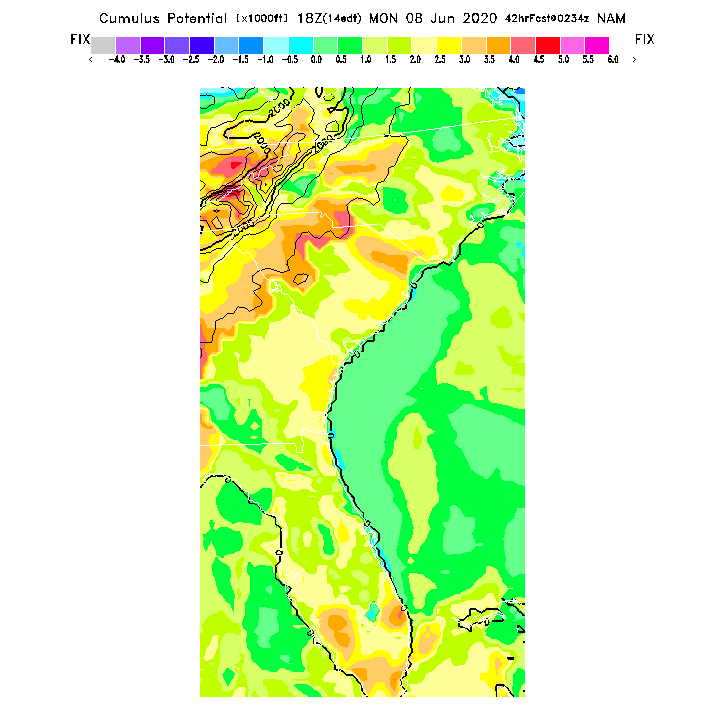 Cumulus Potential [x1000ft] 18Z(14edt) MON 08 Jun 2020 42hrFcst@0234z NAM
FIX FIX
< -4.0 -3.5 -3.0 -2.5 -2.0 -1.5 -1.0 -0.5 0.0 0.5 1.0 1.5 2.0 2.5 3.0 3.5 4.0 4.5 5.0 5.5 6.0 >
2000
2000